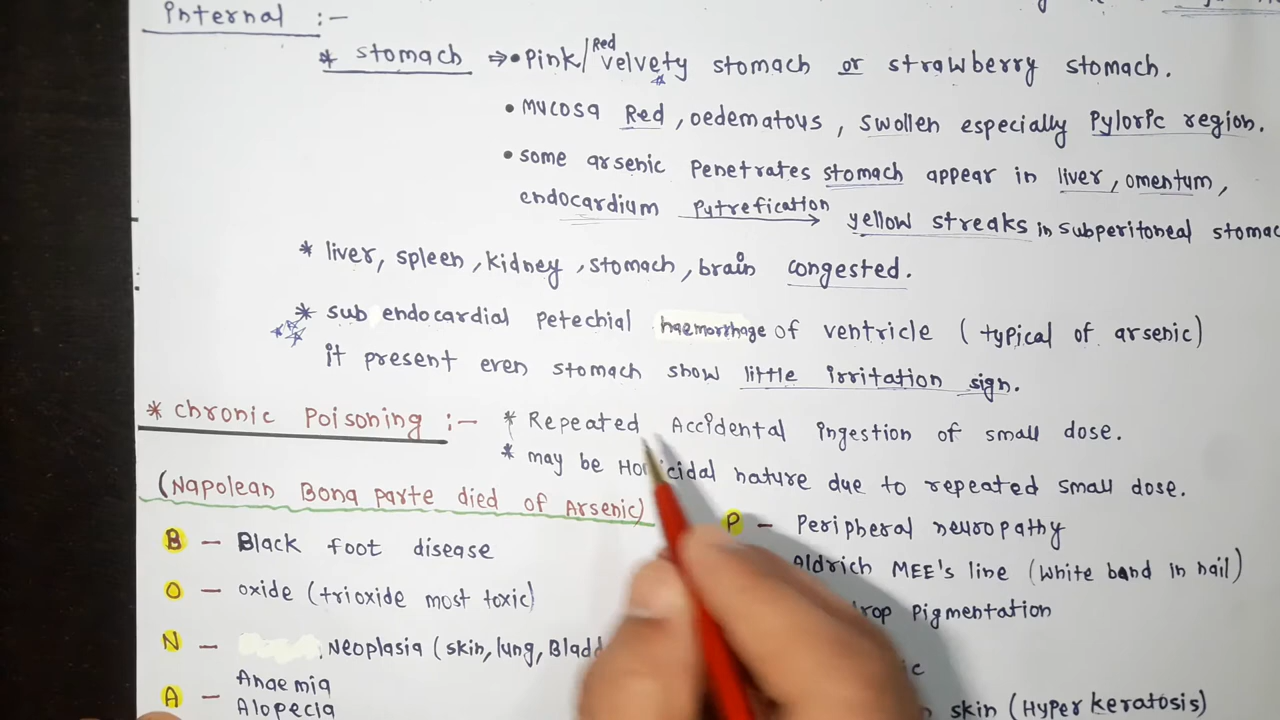 Internal :-
* stomach ⇒ • Pink/Red velvety stomach or strawberry stomach.
• Mucosa Red, oedematous, swollen especially Pyloric region.
• some arsenic Penetrates stomach appear in liver, omentum,
endocardium Putrefication → yellow streaks in subperitoneal
* liver, spleen, kidney, stomach, brain congested.
* sub endocardial petechial haemorrhage of ventricle (typical of arsenic)
it present even stomach show little irritation sign.
* Chronic Poisoning :- * Repeated Accidental ingestion of small dose.
* may be nature due to repeated small dose.
(Napolean Bona parte died of Arsenic)
B - Black foot disease
O - oxide (trioxide most toxic)
N - Neoplasia (skin, lung,
A - Anaemia
Alopecia
P - Peripheral neuropathy
Aldrich MEE's line (white band in nail)
Pigmentation
skin (Hyper keratosis)